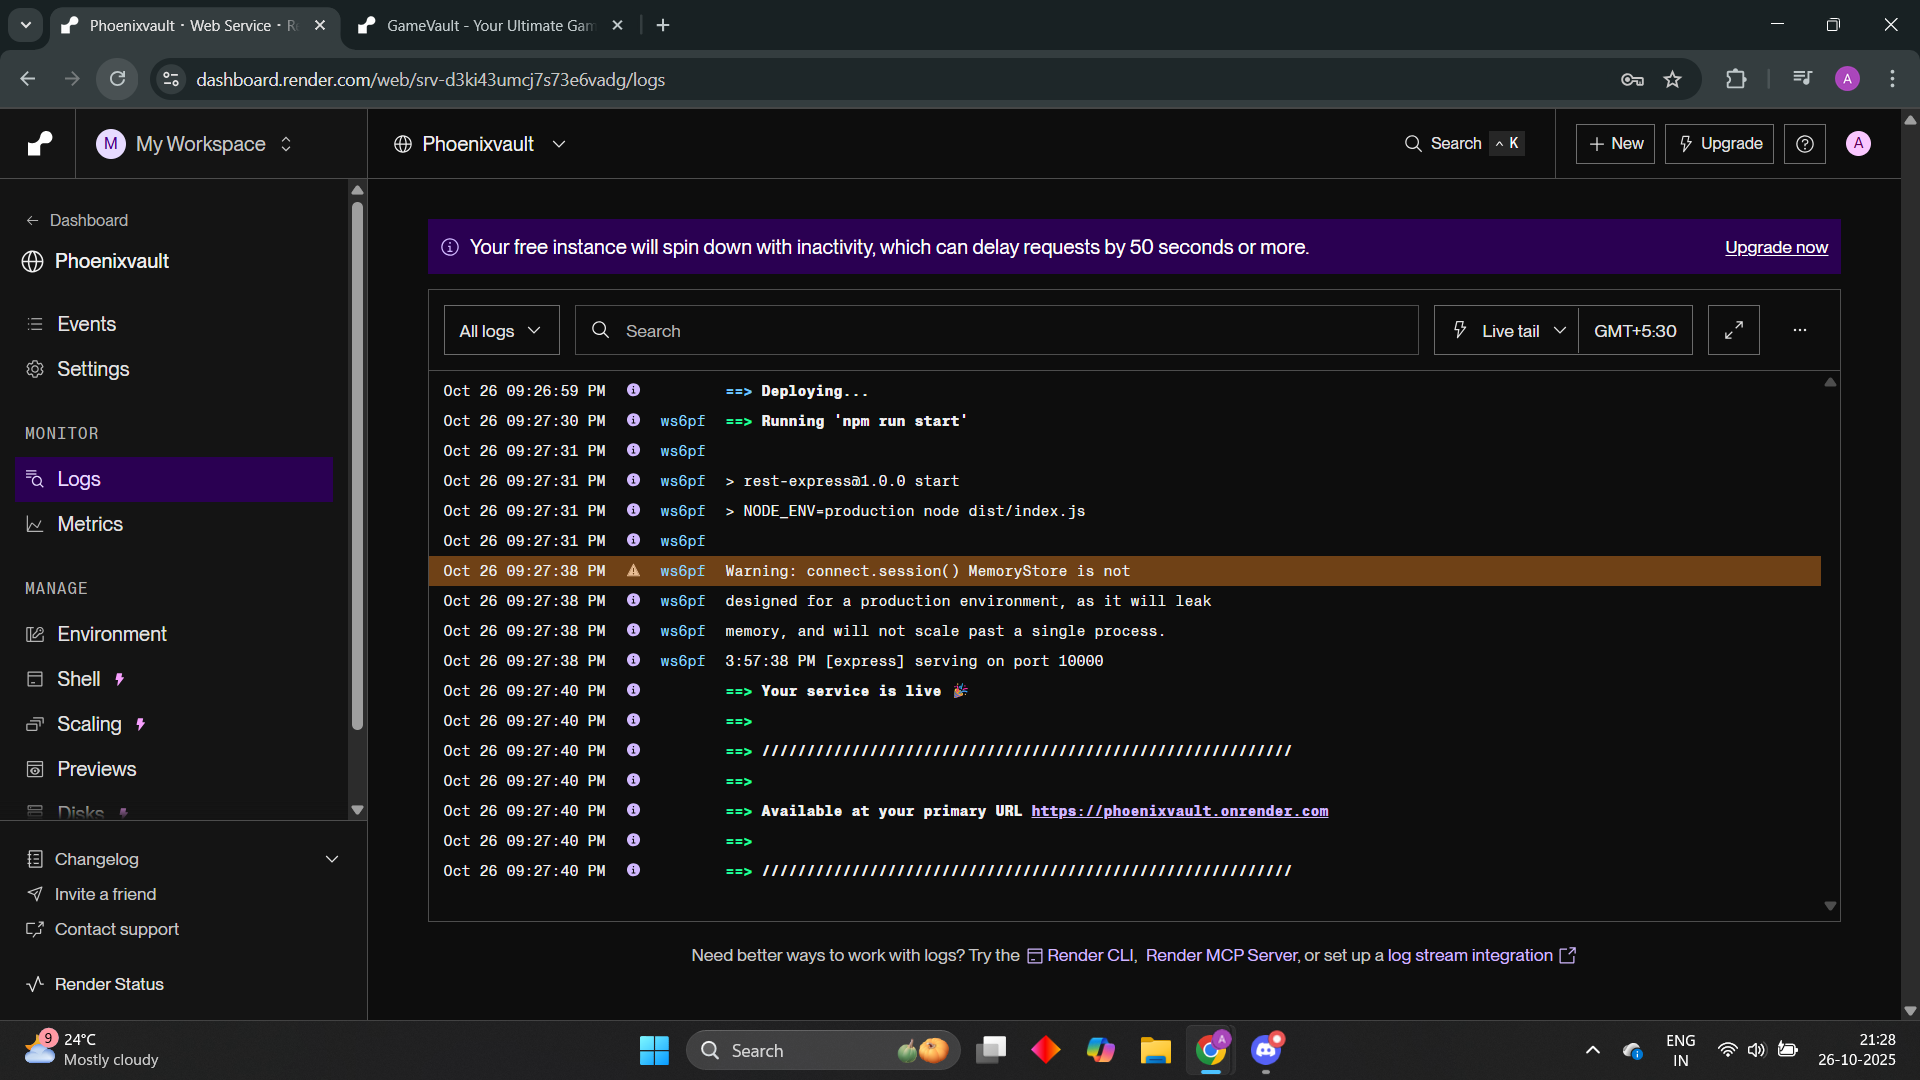 Phoenixvault · Web Service · R
GameVault - Your Ultimate Gam
dashboard.render.com/web/srv-d3ki43umcj7s73e6vadg/logs
A
M My Workspace
Phoenixvault
Search ^ K
+ New
Upgrade
A
← Dashboard
Phoenixvault
Events
Settings
MONITOR
Logs
Metrics
MANAGE
Environment
Shell
Scaling
Previews
Disks
Changelog
Invite a friend
Contact support
Render Status
Your free instance will spin down with inactivity, which can delay requests by 50 seconds or more.
Upgrade now
All logs
Search
Live tail
GMT+5:30
...
Oct 26 09:26:59 PM ==> Deploying...
Oct 26 09:27:30 PM ws6pf ==> Running 'npm run start'
Oct 26 09:27:31 PM ws6pf
Oct 26 09:27:31 PM ws6pf > rest-express@1.0.0 start
Oct 26 09:27:31 PM ws6pf > NODE_ENV=production node dist/index.js
Oct 26 09:27:31 PM ws6pf
Oct 26 09:27:38 PM ws6pf Warning: connect.session() MemoryStore is not
Oct 26 09:27:38 PM ws6pf designed for a production environment, as it will leak
Oct 26 09:27:38 PM ws6pf memory, and will not scale past a single process.
Oct 26 09:27:38 PM ws6pf 3:57:38 PM [express] serving on port 10000
Oct 26 09:27:40 PM ==> Your service is live 🎉
Oct 26 09:27:40 PM ==>
Oct 26 09:27:40 PM ==> ///////////////////////////////////////////////////////////
Oct 26 09:27:40 PM ==>
Oct 26 09:27:40 PM ==> Available at your primary URL https://phoenixvault.onrender.com
Oct 26 09:27:40 PM ==>
Oct 26 09:27:40 PM ==> ///////////////////////////////////////////////////////////
Need better ways to work with logs? Try the Render CLI, Render MCP Server, or set up a log stream integration
9
24°C
Mostly cloudy
Search
A
ENG
IN
21:28
26-10-2025